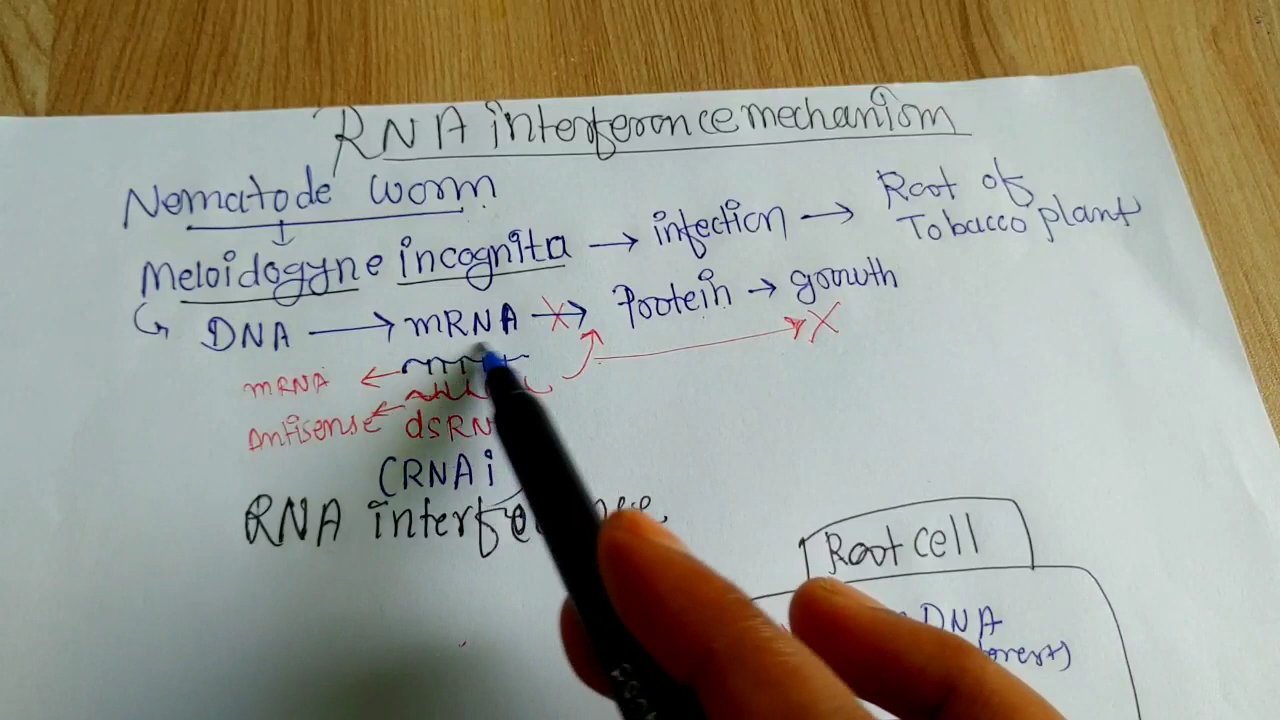 RNA interference mechanism
Nematode worm
Meloidogyne incognita → infection → Root of
Tobacco plant
DNA → mRNA → Protein → growth
mRNA
Antisense dsRN
(RNAi
RNA
Root cell
DNA